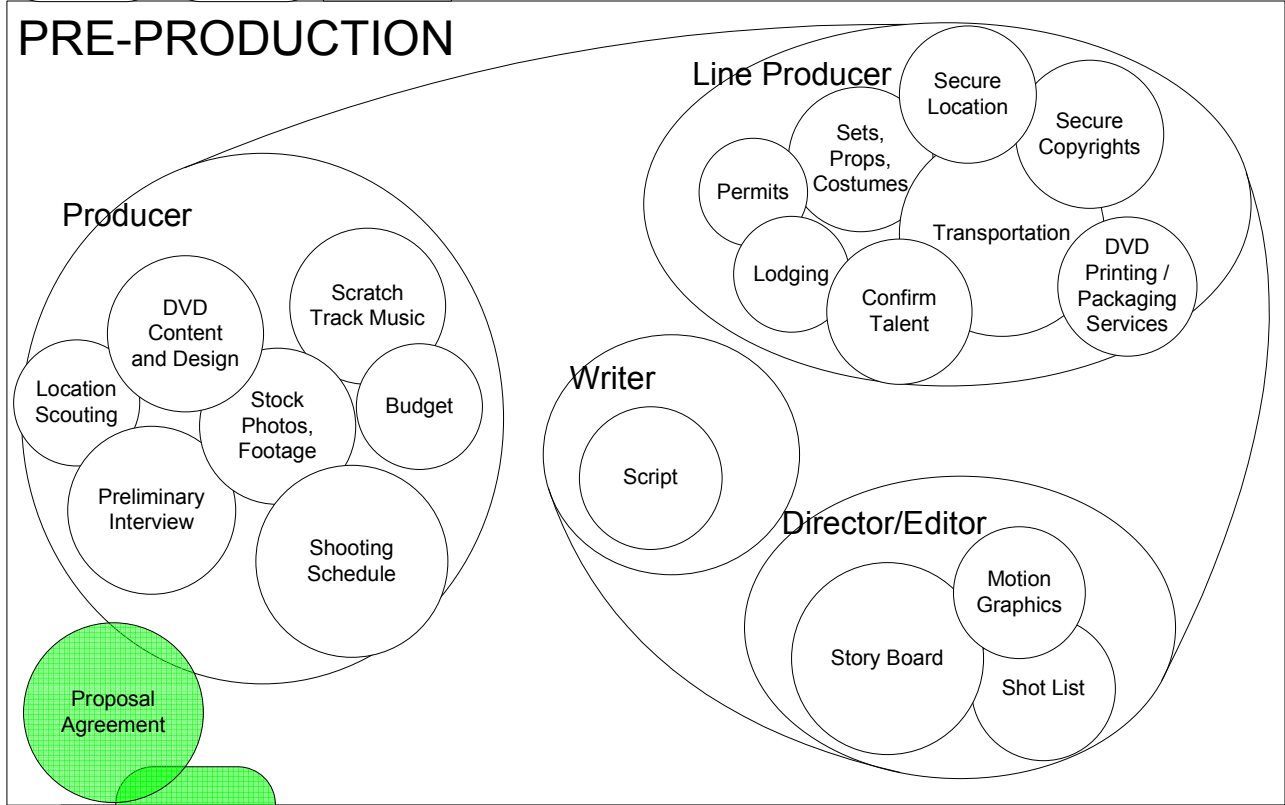 PRE-PRODUCTION
Producer
DVD
Content
and Design
Scratch
Track Music
Location
Scouting
Stock
Photos,
Footage
Budget
Preliminary
Interview
Shooting
Schedule
Proposal
Agreement
Line Producer
Secure
Location
Secure
Copyrights
Sets,
Props,
Costumes
Permits
Transportation
Lodging
Confirm
Talent
DVD
Printing /
Packaging
Services
Writer
Script
Director/Editor
Motion
Graphics
Story Board
Shot List